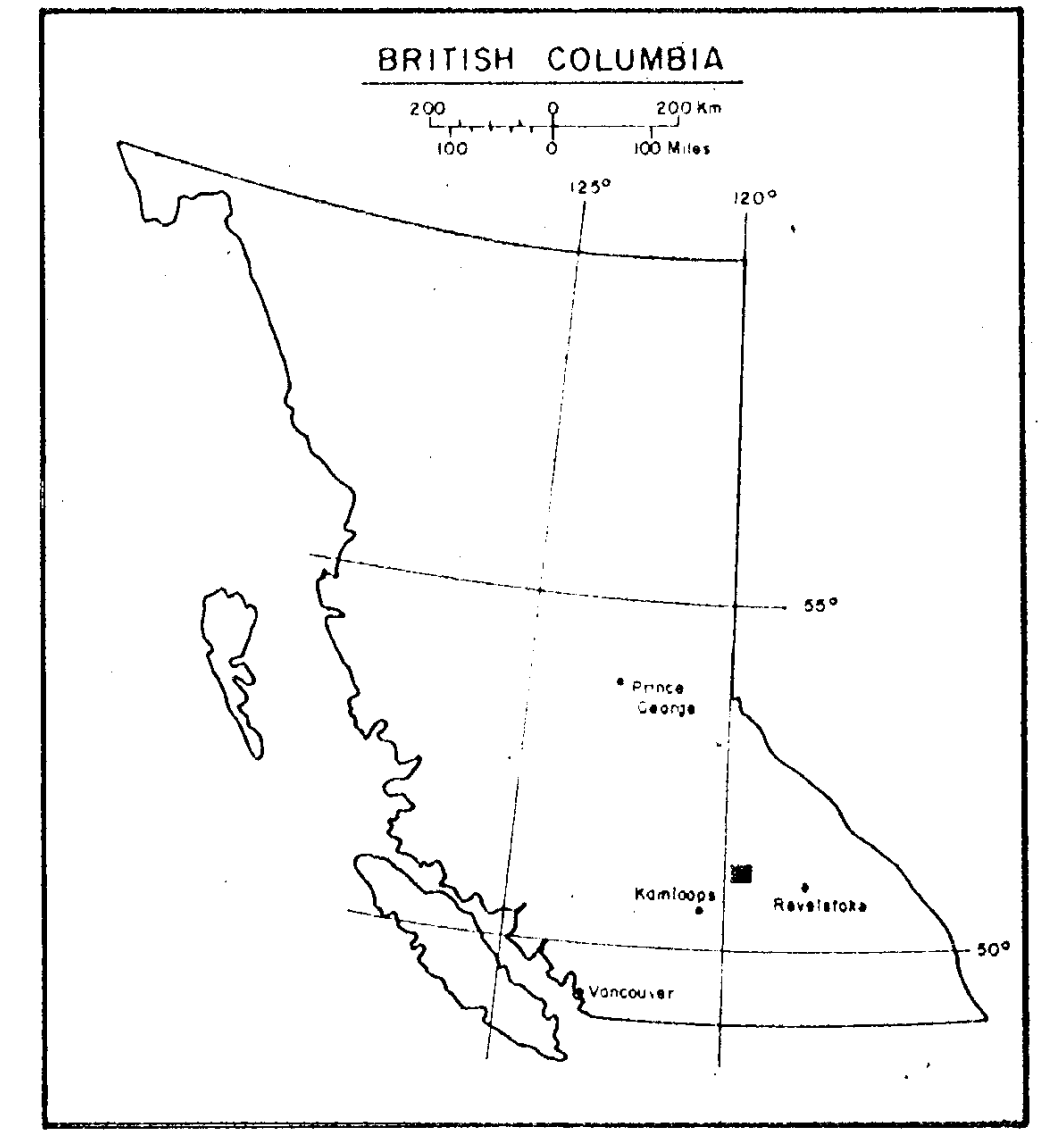 BRITISH COLUMBIA
200 0 200 Km
100 0 100 Miles
125°
120°
55°
Prince
George
Kamloops
Revelstoke
50°
Vancouver